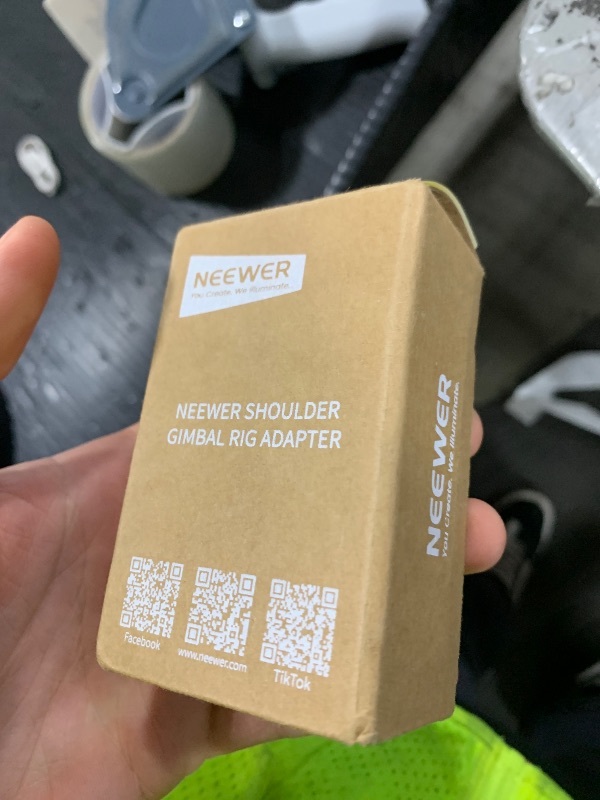 NEEWER
You Create. We Illuminate.
NEEWER SHOULDER
GIMBAL RIG ADAPTER
Facebook
www.neewer.com
TikTok
NEEWER
You Create. We Illuminate.